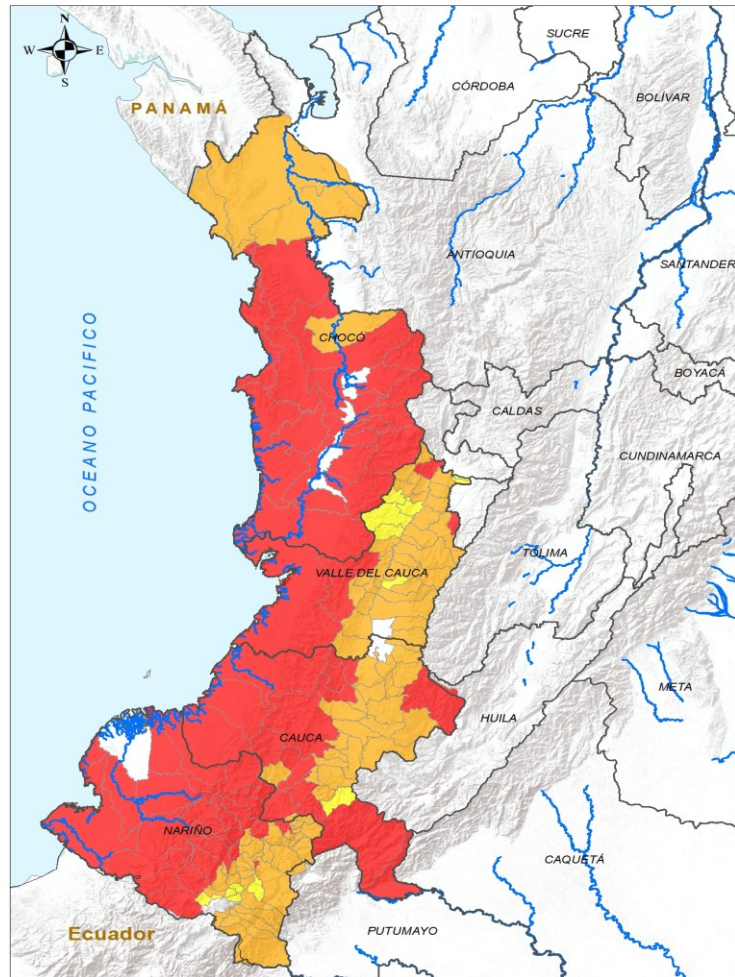 N
W
E
S
SUCRE
CÓRDOBA
BOLÍVAR
PANAMÁ
ANTIOQUIA
SANTANDER
CHOCÓ
BOYACÁ
CALDAS
OCEANO PACIFICO
CUNDINAMARCA
TOLIMA
VALLE DEL CAUCA
META
HUILA
CAUCA
NARIÑO
CAQUETÁ
Ecuador
PUTUMAYO